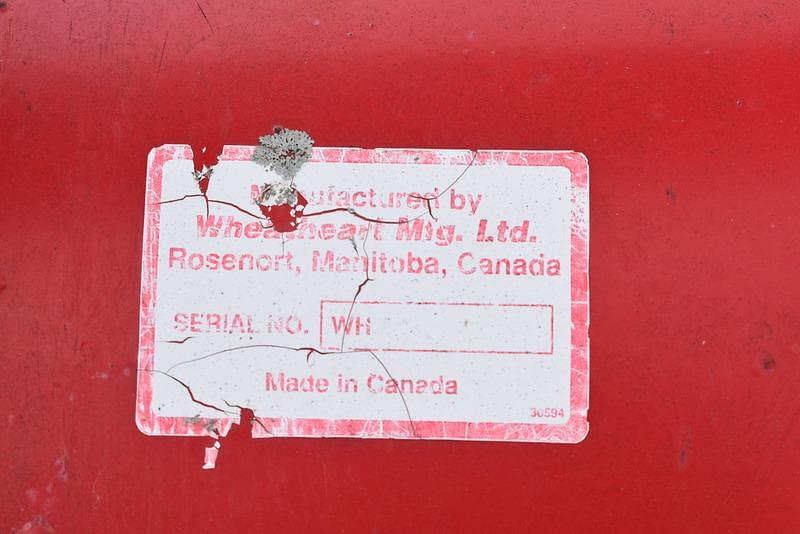 Manufactured by
Wheatheart Mfg. Ltd.
Rosenort, Manitoba, Canada
SERIAL NO. WH
Made in Canada
30594